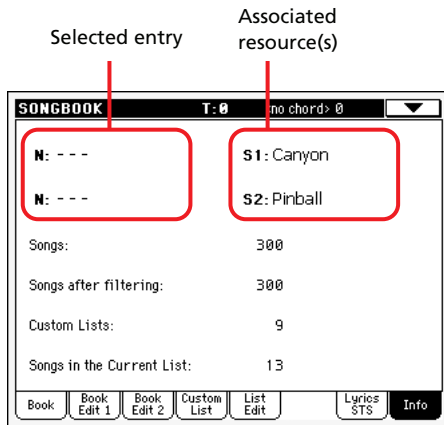 Selected entry
Associated
resource(s)
SONGBOOK T:0 <no chord> 0
N: - - - S1: Canyon
N: - - - S2: Pinball
Songs: 300
Songs after filtering: 300
Custom Lists: 9
Songs in the Current List: 13
Book Book Edit 1 Book Edit 2 Custom List List Edit Lyrics STS Info